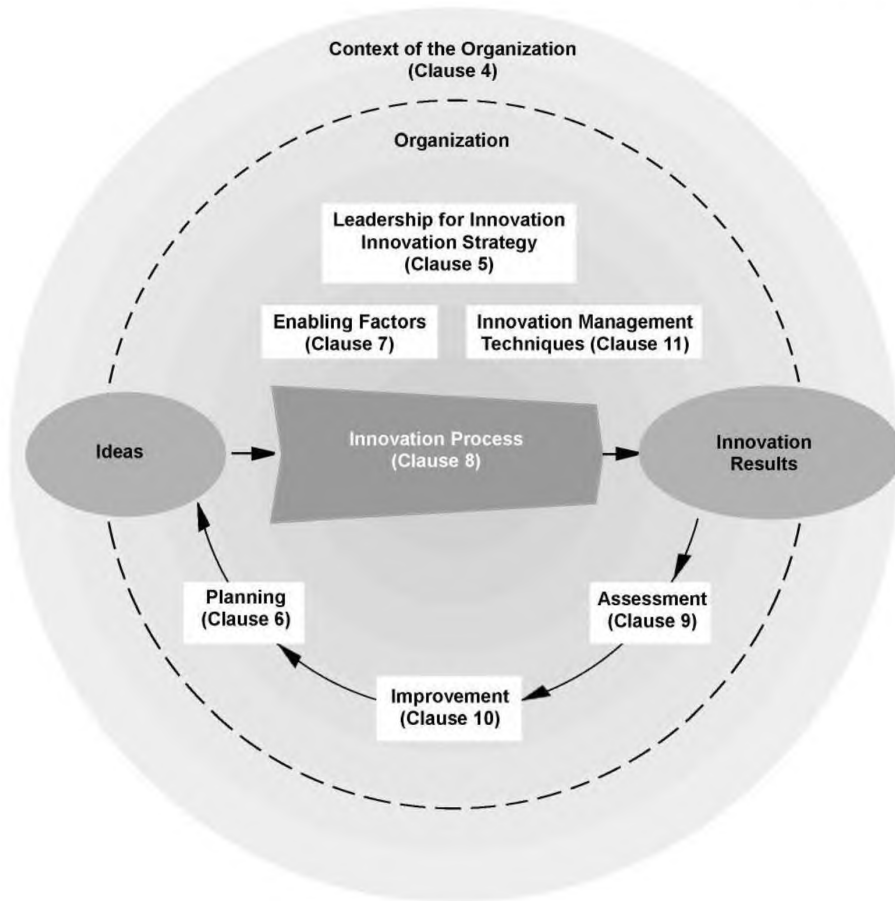 Context of the Organization
(Clause 4)
Organization
Leadership for Innovation
Innovation Strategy
(Clause 5)
Enabling Factors
(Clause 7)
Innovation Management
Techniques (Clause 11)
Ideas
Innovation Process
(Clause 8)
Innovation
Results
Planning
(Clause 6)
Assessment
(Clause 9)
Improvement
(Clause 10)